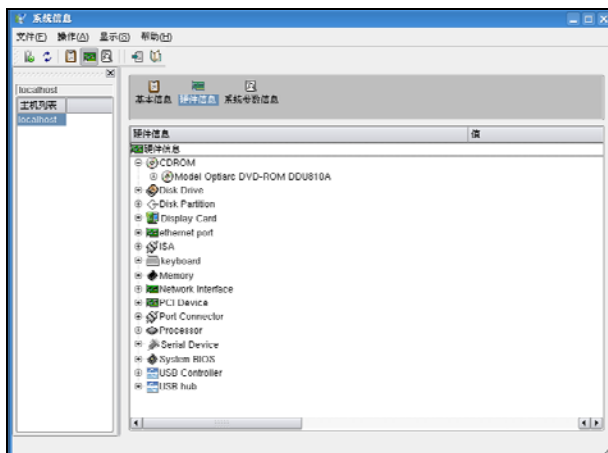 系统信息
文件(F) 操作(A) 显示(S) 帮助(H)
localhost
主机列表
localhost
基本信息 硬件信息 系统参数信息
硬件信息 值
硬件信息
CDROM
Model Optiarc DVD-ROM DDU810A
Disk Drive
Disk Partition
Display Card
ethernet port
ISA
keyboard
Memory
Network Interface
PCI Device
Port Connector
Processor
Serial Device
System BIOS
USB Controller
USB hub